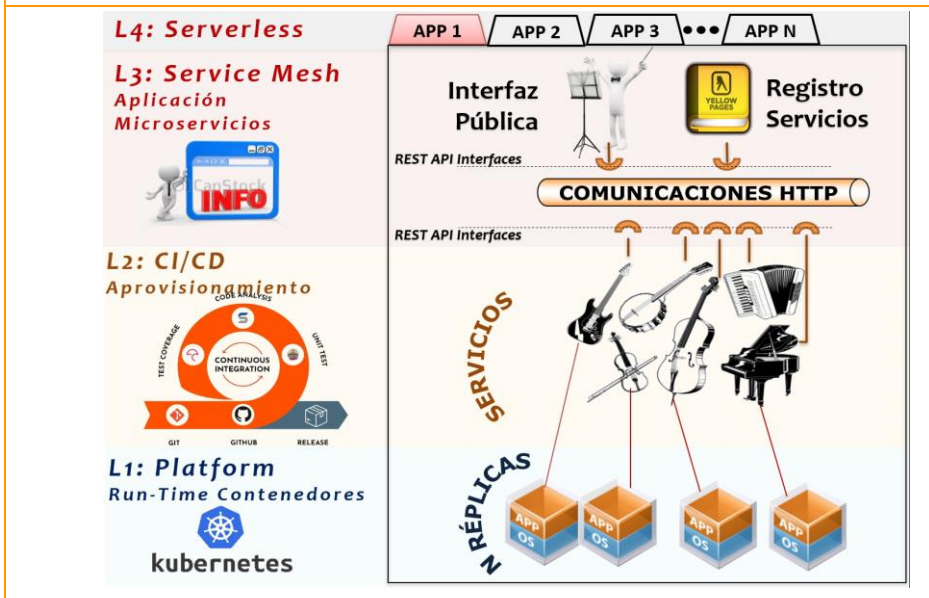 L4: Serverless
APP 1
APP 2
APP 3
APP N
L3: Service Mesh
Aplicación
Microservicios
CanStock
INFO
Interfaz
Pública
YELLOW
PAGES
Registro
Servicios
REST API Interfaces
COMUNICACIONES HTTP
REST API Interfaces
L2: CI/CD
Aprovisionamiento
CODE ANALYSIS
TEST COVERAGE
UNIT TEST
CONTINUOUS
INTEGRATION
GIT
GITHUB
RELEASE
SERVICIOS
L1: Platform
Run-Time Contenedores
kubernetes
N RÉPLICAS
APP
OS
APP
OS
APP
OS
APP
OS